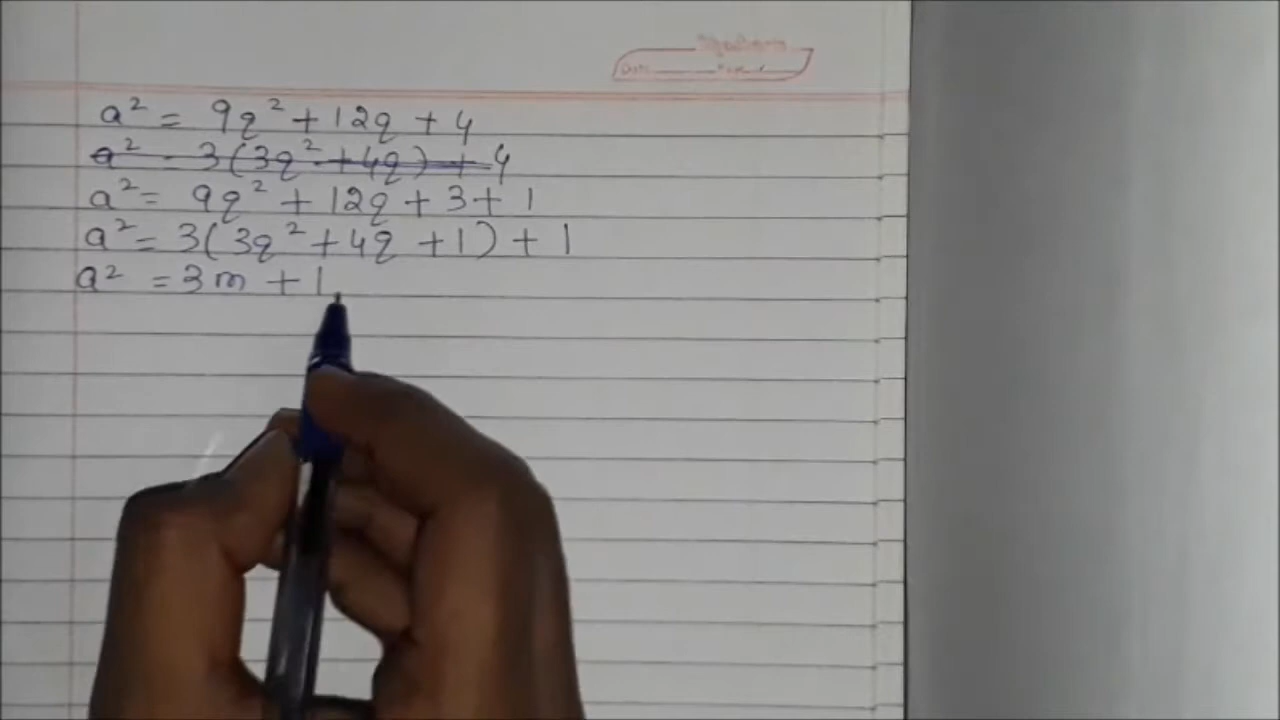 a² = 9q² + 12q + 4
a² = 3(3q² + 4q) + 4
a² = 9q² + 12q + 3 + 1
a² = 3(3q² + 4q + 1) + 1
a² = 3m + 1